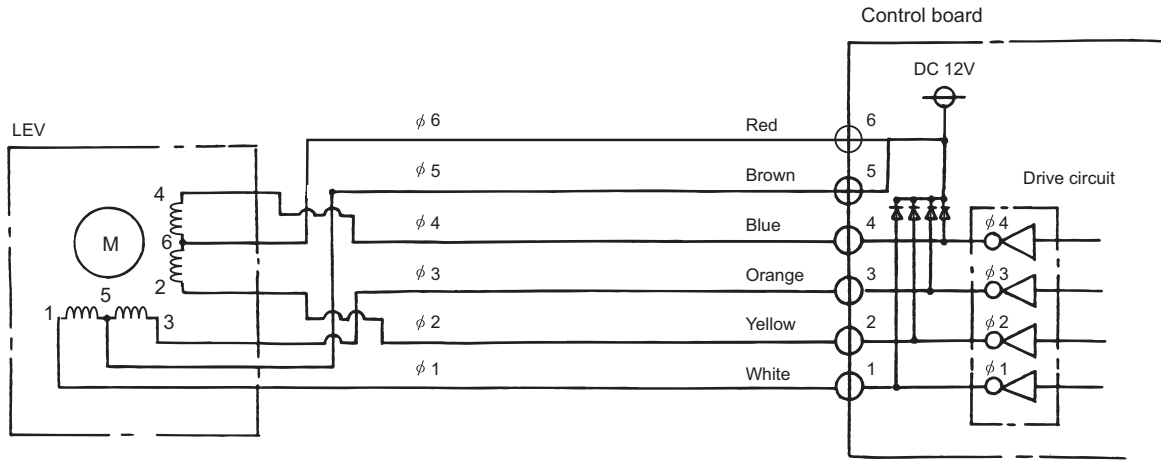 Control board
DC 12V
LEV
φ 6
Red
6
φ 5
Brown
5
Drive circuit
4
φ 4
Blue
4
φ 4
M
6
φ 3
Orange
3
φ 3
2
5
φ 2
Yellow
2
φ 2
1
3
φ 1
White
1
φ 1